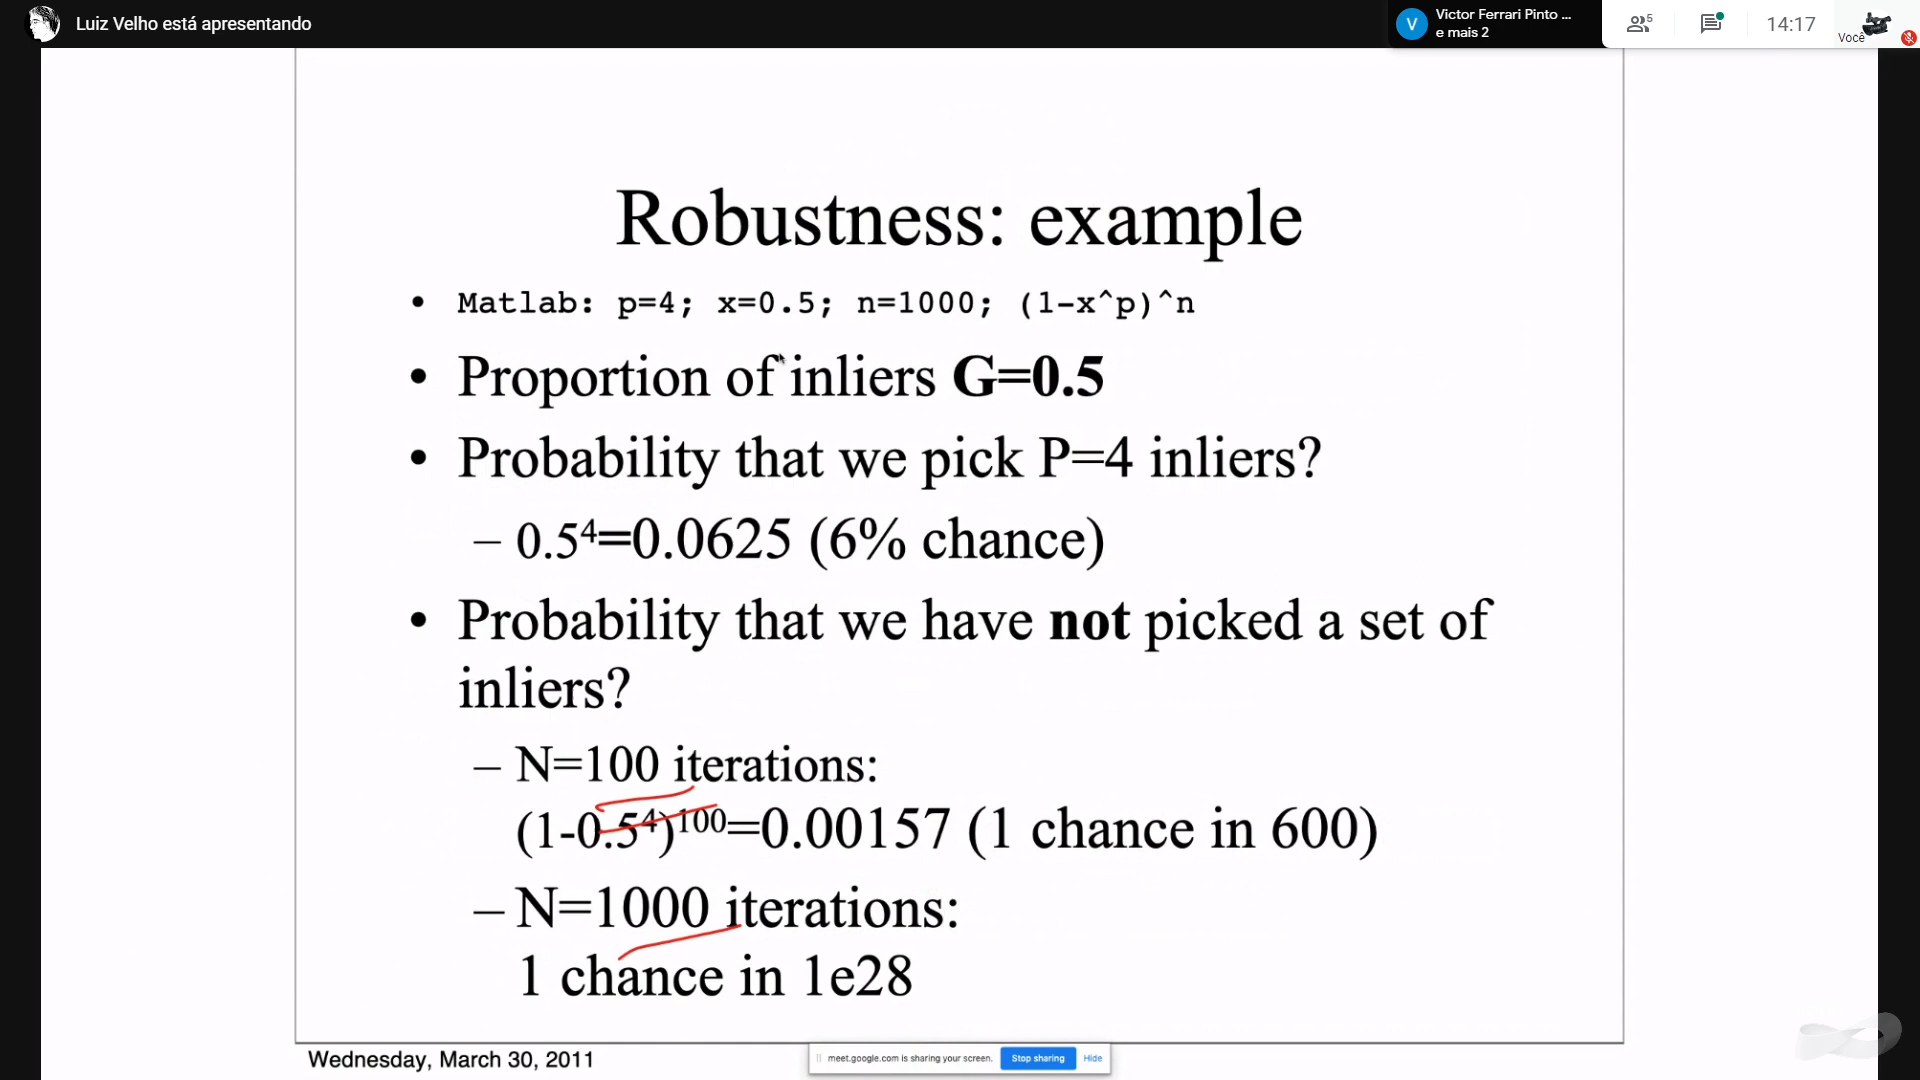 Luiz Velho está apresentando
V
Victor Ferrari Pinto ...
e mais 2
5
14:17
Você
Robustness: example
• Matlab: p=4; x=0.5; n=1000; (1-x^p)^n
• Proportion of inliers G=0.5
• Probability that we pick P=4 inliers?
– 0.5⁴=0.0625 (6% chance)
• Probability that we have not picked a set of
inliers?
– N=100 iterations:
(1-0.5⁴)¹⁰⁰=0.00157 (1 chance in 600)
– N=1000 iterations:
1 chance in 1e28
Wednesday, March 30, 2011
meet.google.com is sharing your screen. Stop sharing Hide